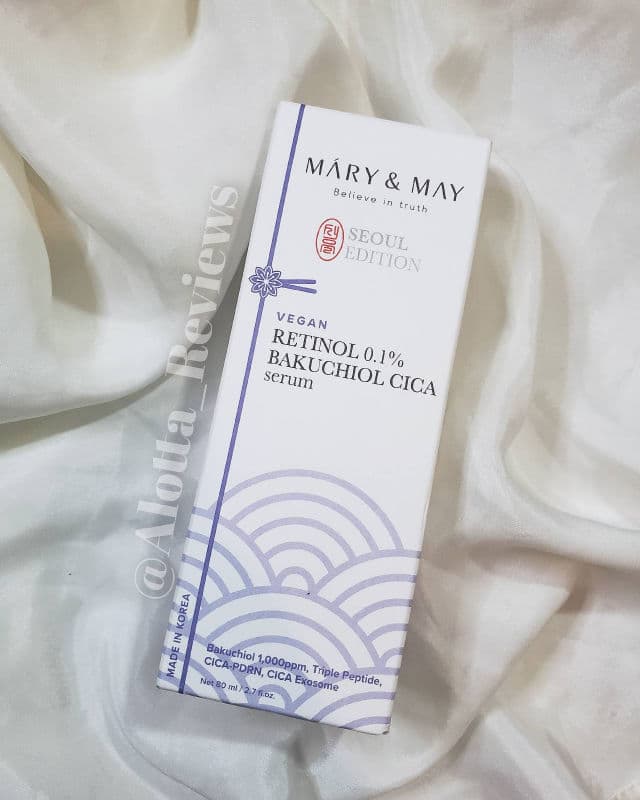 MÁRY & MAY
Believe in truth
SEOUL
EDITION
VEGAN
RETINOL 0.1%
BAKUCHIOL CICA
serum
MADE IN KOREA
Bakuchiol 1,000ppm, Triple Peptide,
CICA-PDRN, CICA Exosome
Net 80 ml / 2.7 fl.oz.
@Alotta_Reviews